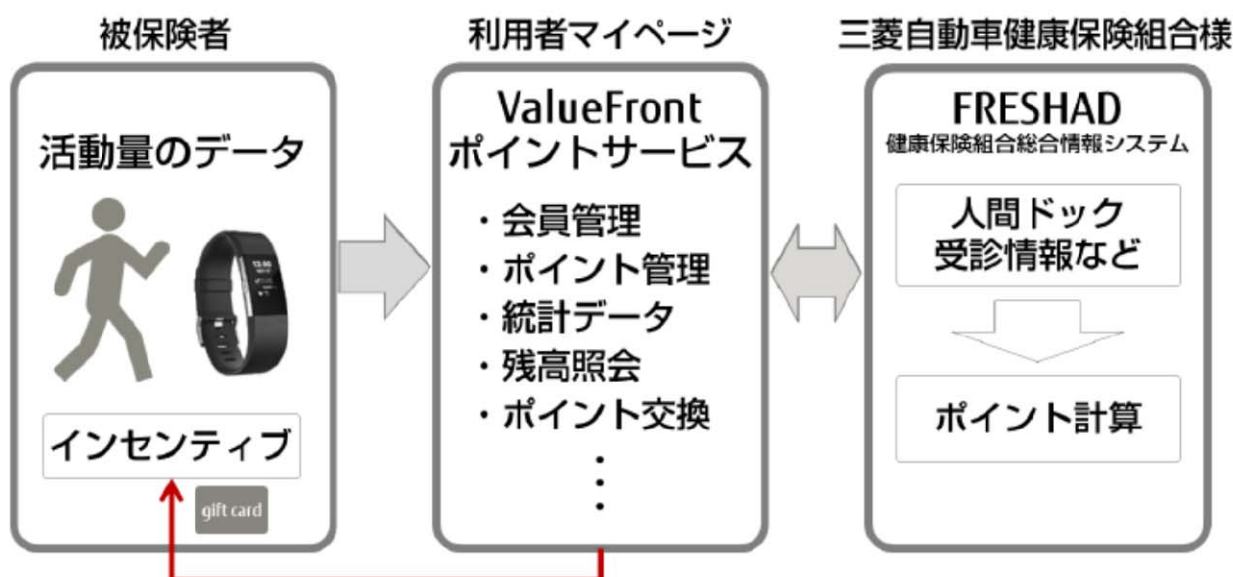 被保険者
活動量のデータ
インセンティブ
gift card
利用者マイページ
ValueFront
ポイントサービス
・会員管理
・ポイント管理
・統計データ
・残高照会
・ポイント交換
三菱自動車健康保険組合様
FRESHAD
健康保険組合総合情報システム
人間ドック
受診情報など
ポイント計算